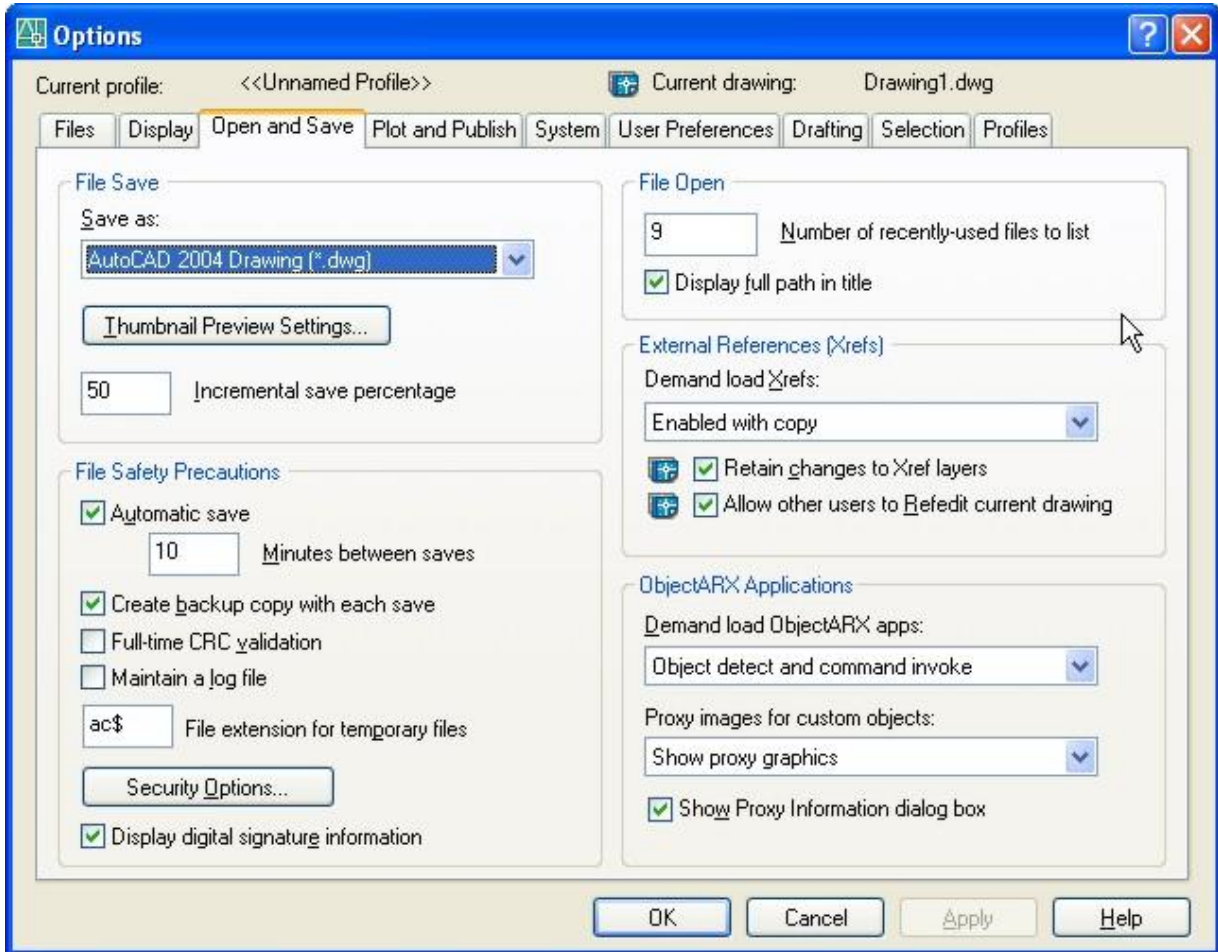 Options
Current profile: <<Unnamed Profile>> Current drawing: Drawing1.dwg
Files Display Open and Save Plot and Publish System User Preferences Drafting Selection Profiles
File Save
Save as:
AutoCAD 2004 Drawing (*.dwg)
Thumbnail Preview Settings...
50 Incremental save percentage
File Safety Precautions
Automatic save
10 Minutes between saves
Create backup copy with each save
Full-time CRC validation
Maintain a log file
ac$ File extension for temporary files
Security Options...
Display digital signature information
File Open
9 Number of recently-used files to list
Display full path in title
External References (Xrefs)
Demand load Xrefs:
Enabled with copy
Retain changes to Xref layers
Allow other users to Refedit current drawing
ObjectARX Applications
Demand load ObjectARX apps:
Object detect and command invoke
Proxy images for custom objects:
Show proxy graphics
Show Proxy Information dialog box
OK Cancel Apply Help